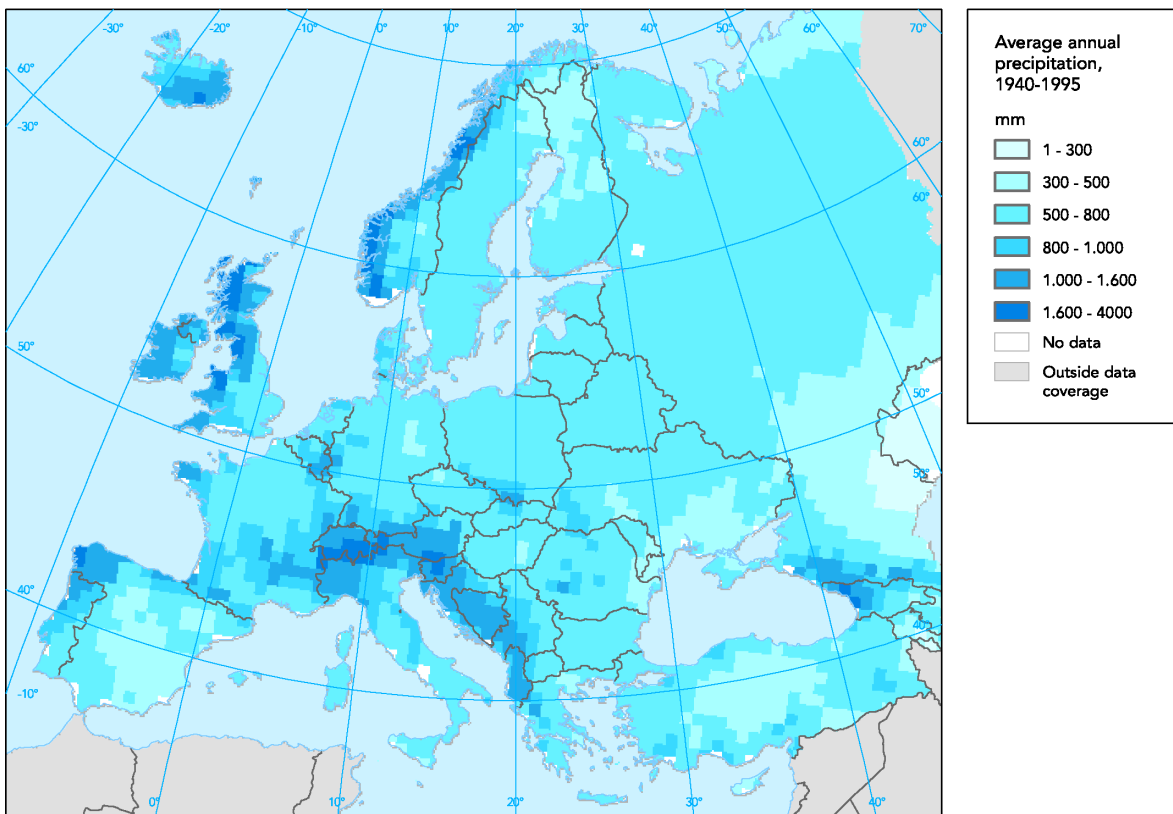 -30°
-20°
-10°
0°
10°
20°
30°
40°
50°
60°
70°
60°
-30°
50°
40°
-10°
60°
60°
50°
50°
40°
0°
10°
20°
30°
40°
Average annual
precipitation,
1940-1995
mm
1 - 300
300 - 500
500 - 800
800 - 1.000
1.000 - 1.600
1.600 - 4000
No data
Outside data
coverage